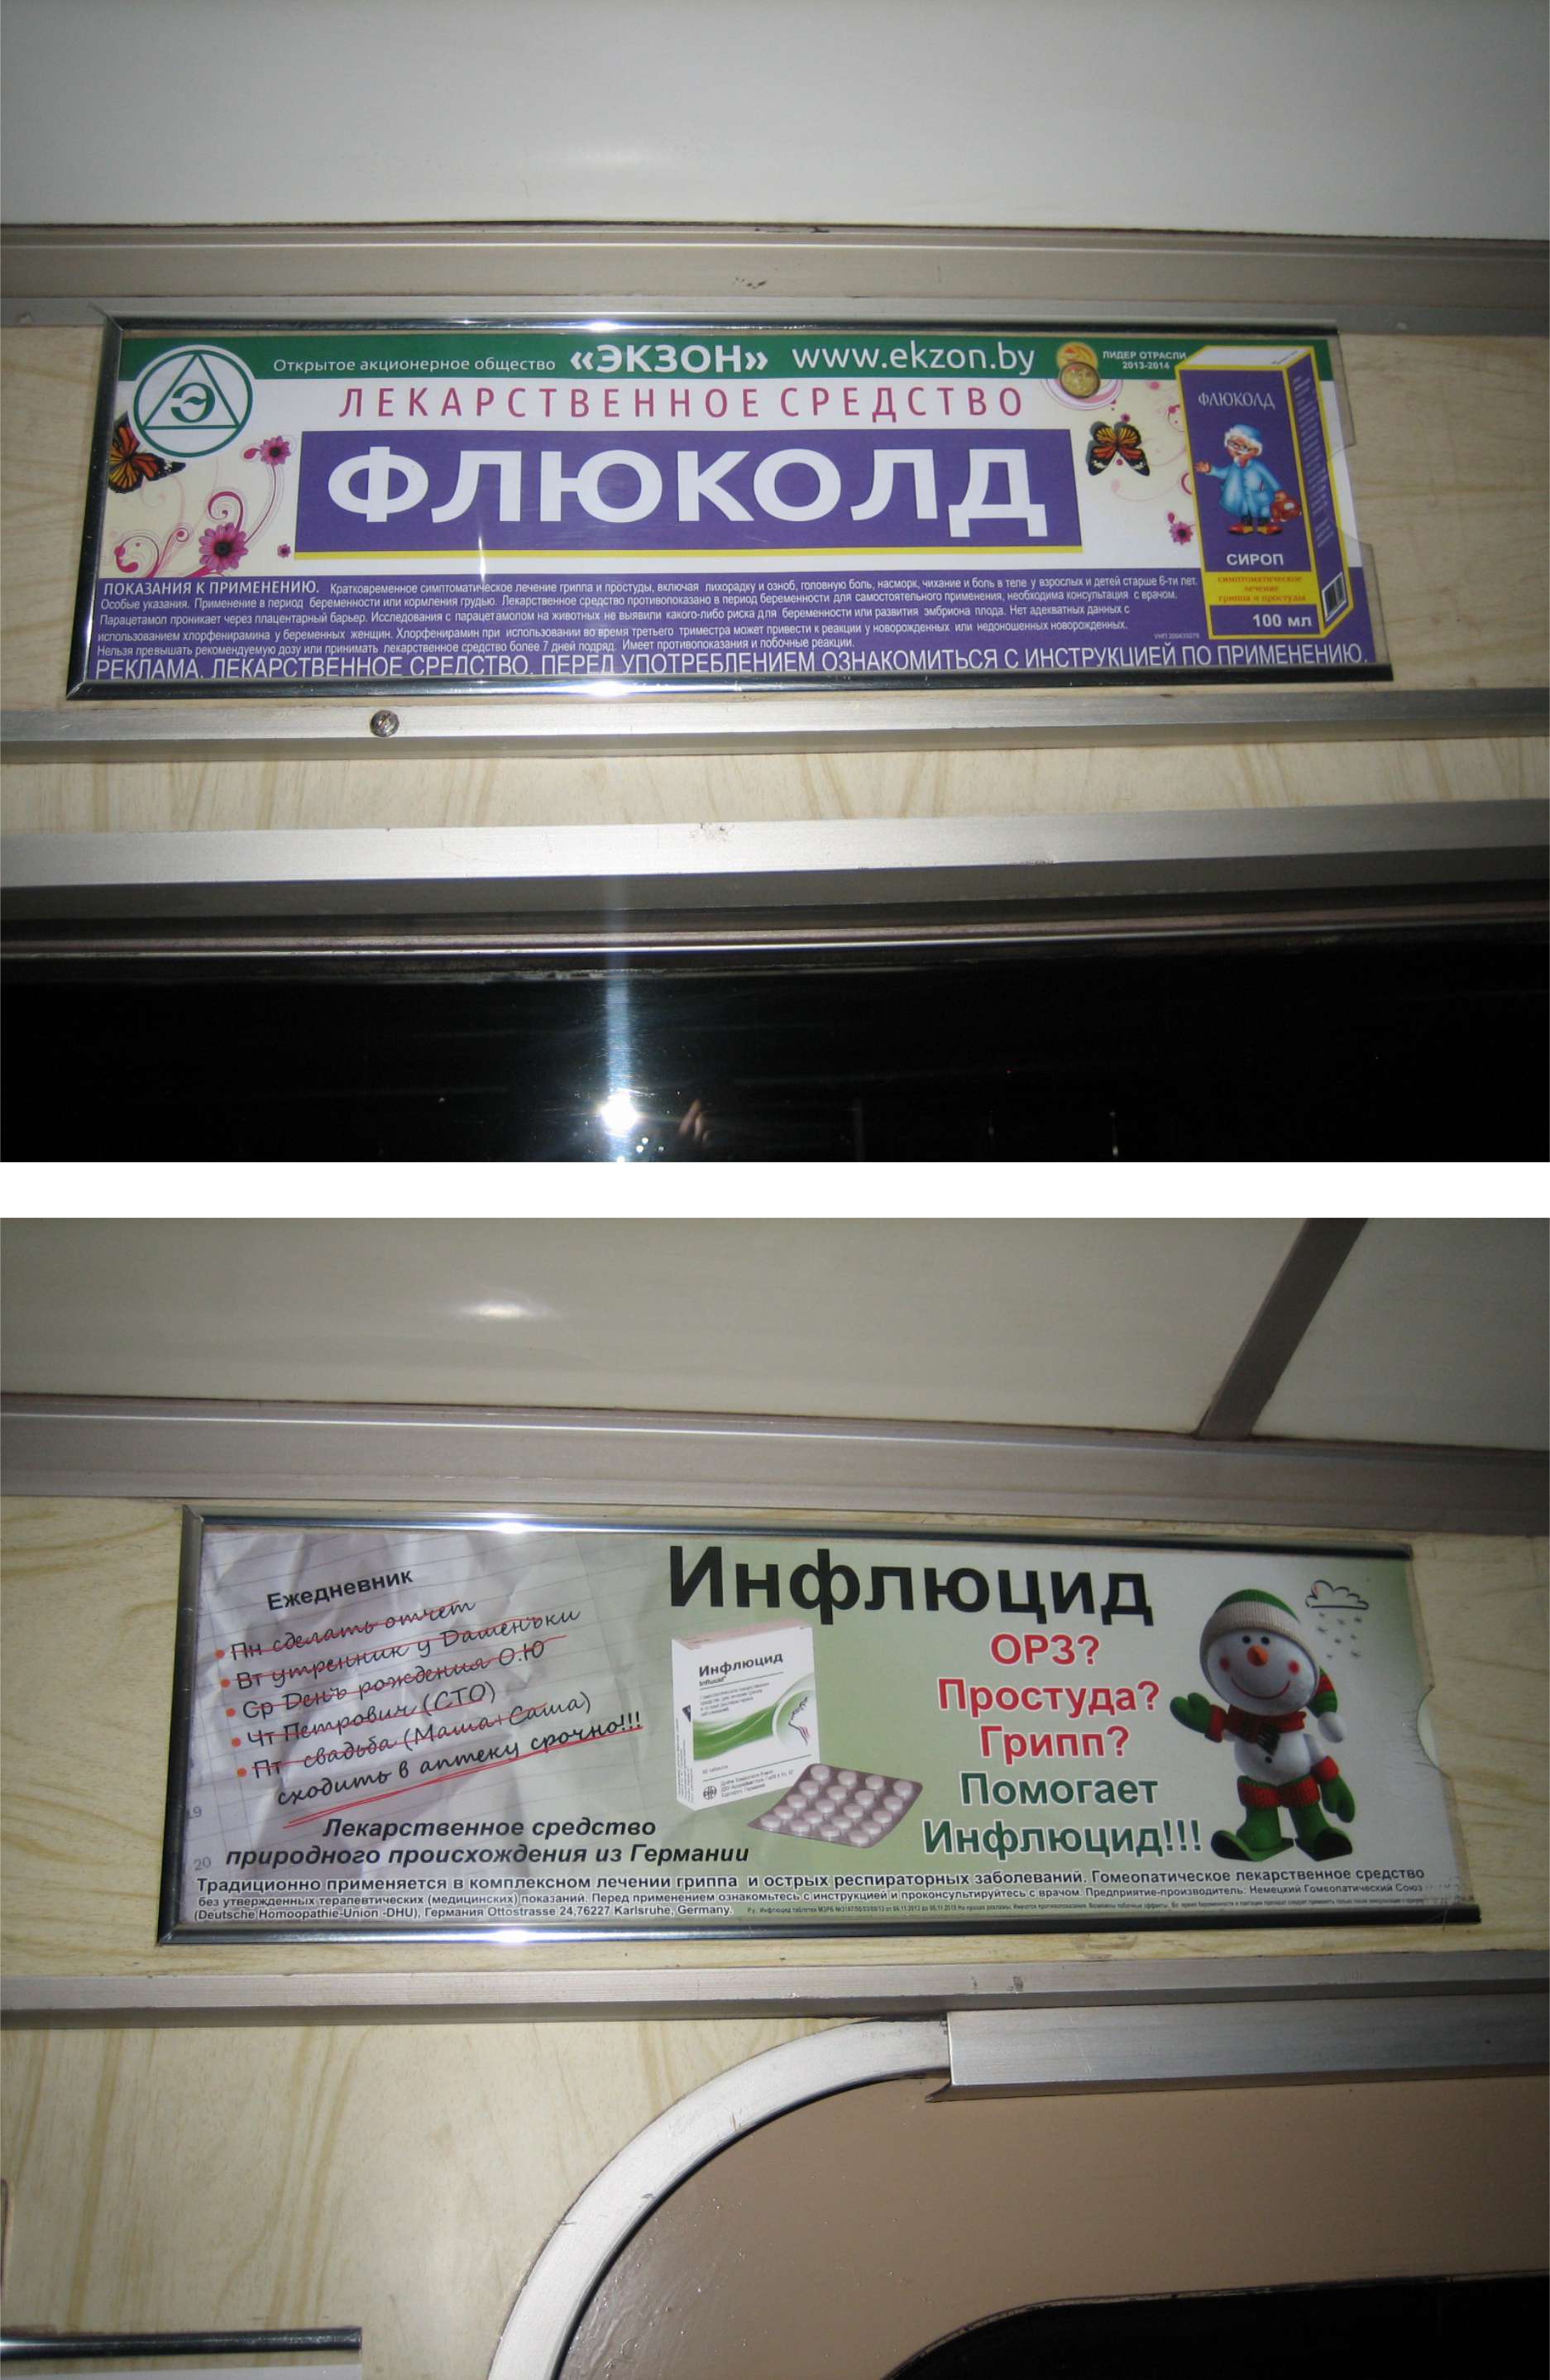 Открытое акционерное общество «ЭКЗОН» www.ekzon.by
ЛИДЕР ОТРАСЛИ
2013-2014
Э
ЛЕКАРСТВЕННОЕ СРЕДСТВО
ФЛЮКОЛД
ФЛЮКОЛД
СИРОП
симптоматическое
лечение
гриппа и простуды
100 мл
ПОКАЗАНИЯ К ПРИМЕНЕНИЮ. Кратковременное симптоматическое лечение гриппа и простуды, включая лихорадку и озноб, головную боль, насморк, чихание и боль в теле у взрослых и детей старше 6-ти лет.
Особые указания. Применение в период беременности или кормления грудью. Лекарственное средство противопоказано в период беременности для самостоятельного применения, необходима консультация с врачом.
Парацетамол проникает через плацентарный барьер. Исследования с парацетамолом на животных не выявили какого-либо риска для беременности или развития эмбриона плода. Нет адекватных данных с
использованием хлорфенирамина у беременных женщин. Хлорфенирамин при использовании во время третьего триместра может привести к реакции у новорожденных или недоношенных новорожденных.
Нельзя превышать рекомендуемую дозу или принимать лекарственное средство более 7 дней подряд. Имеет противопоказания и побочные реакции.
РЕКЛАМА. ЛЕКАРСТВЕННОЕ СРЕДСТВО. ПЕРЕД УПОТРЕБЛЕНИЕМ ОЗНАКОМИТЬСЯ С ИНСТРУКЦИЕЙ ПО ПРИМЕНЕНИЮ.
Ежедневник
Пн сделать отчет
Вт утренник у Дашеньки
Ср День рождения О.Ю
Чт Петрович (СТО)
Пт свадьба (Маша+Саша)
сходить в аптеку срочно!!!
19
20
Лекарственное средство
природного происхождения из Германии
Инфлюцид
Инфлюцид
Influcid
ОРЗ?
Простуда?
Грипп?
Помогает
Инфлюцид!!!
Традиционно применяется в комплексном лечении гриппа и острых респираторных заболеваний. Гомеопатическое лекарственное средство
без утвержденных терапевтических (медицинских) показаний. Перед применением ознакомьтесь с инструкцией и проконсультируйтесь с врачом. Предприятие-производитель: Немецкий Гомеопатический Союз
(Deutsche Homoopathie-Union -DHU), Германия Ottostrasse 24,76227 Karlsruhe, Germany.